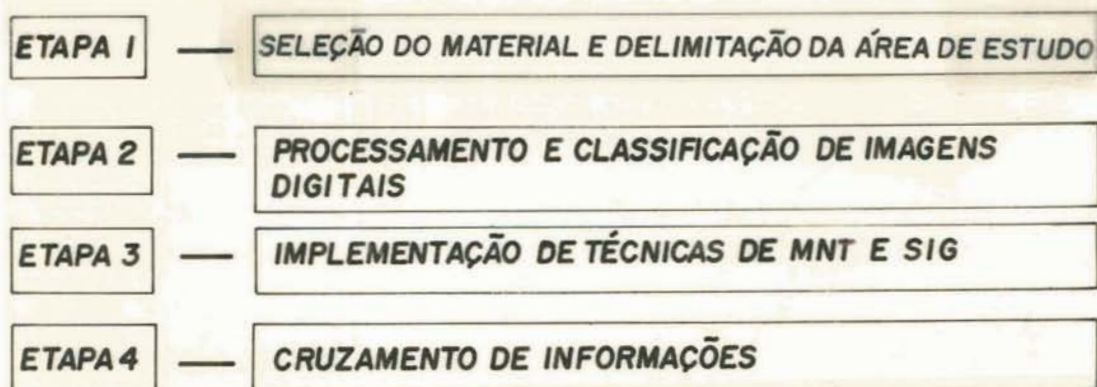 ETAPA 1 — SELEÇÃO DO MATERIAL E DELIMITAÇÃO DA ÁREA DE ESTUDO
ETAPA 2 — PROCESSAMENTO E CLASSIFICAÇÃO DE IMAGENS
DIGITAIS
ETAPA 3 — IMPLEMENTAÇÃO DE TÉCNICAS DE MNT E SIG
ETAPA 4 — CRUZAMENTO DE INFORMAÇÕES